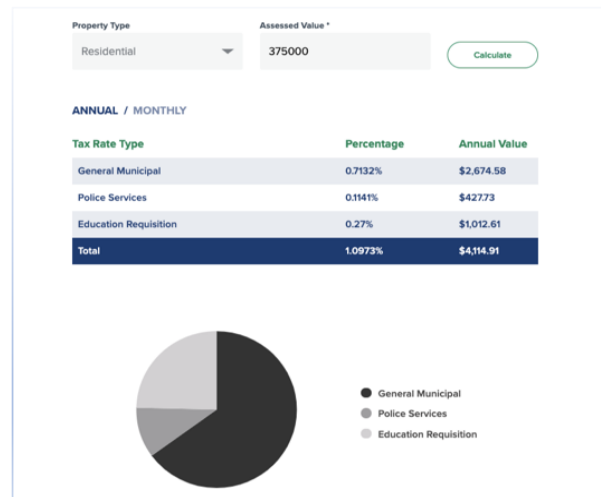 Property Type Assessed Value *
Residential 375000 Calculate
ANNUAL / MONTHLY
Tax Rate Type Percentage Annual Value
General Municipal 0.7132% $2,674.58
Police Services 0.1141% $427.73
Education Requisition 0.27% $1,012.61
Total 1.0973% $4,114.91
General Municipal
Police Services
Education Requisition